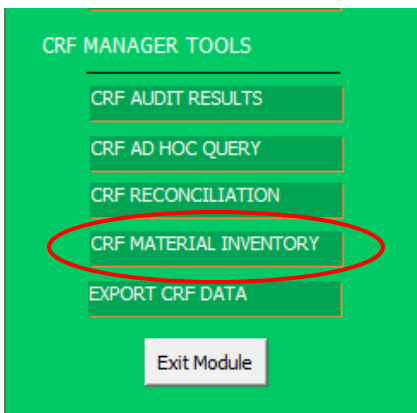 CRF MANAGER TOOLS
CRF AUDIT RESULTS
CRF AD HOC QUERY
CRF RECONCILIATION
CRF MATERIAL INVENTORY
EXPORT CRF DATA
Exit Module